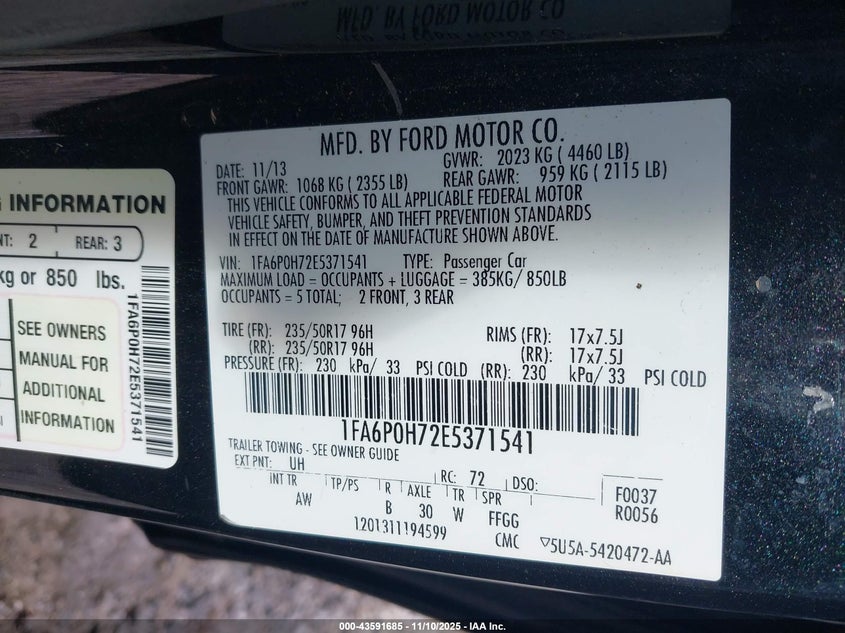 MFD. BY FORD MOTOR CO.
MFD. BY FORD MOTOR CO.
DATE: 11/13 GVWR: 2023 KG ( 4460 LB)
FRONT GAWR: 1068 KG ( 2355 LB) REAR GAWR: 959 KG ( 2115 LB)
THIS VEHICLE CONFORMS TO ALL APPLICABLE FEDERAL MOTOR
VEHICLE SAFETY, BUMPER, AND THEFT PREVENTION STANDARDS
IN EFFECT ON THE DATE OF MANUFACTURE SHOWN ABOVE.
VIN: 1FA6P0H72E5371541 TYPE: Passenger Car
MAXIMUM LOAD = OCCUPANTS + LUGGAGE = 385KG/ 850LB
OCCUPANTS = 5 TOTAL; 2 FRONT, 3 REAR
TIRE (FR): 235/50R17 96H RIMS (FR): 17x7.5J
(RR): 235/50R17 96H (RR): 17x7.5J
PRESSURE (FR): 230 kPa/ 33 PSI COLD (RR): 230 kPa/ 33 PSI COLD
1FA6P0H72E5371541
TRAILER TOWING - SEE OWNER GUIDE
EXT PNT: UH RC: 72 DSO:
INT TR TP/PS R AXLE TR SPR F0037
AW B 30 W FFGG R0056
1201311194599 CMC ▽5U5A-5420472-AA
INFORMATION
NT: 2 REAR: 3
kg or 850 lbs.
SEE OWNERS
MANUAL FOR
ADDITIONAL
INFORMATION
1FA6P0H72E5371541
000-43591685 - 11/10/2025 - IAA Inc.